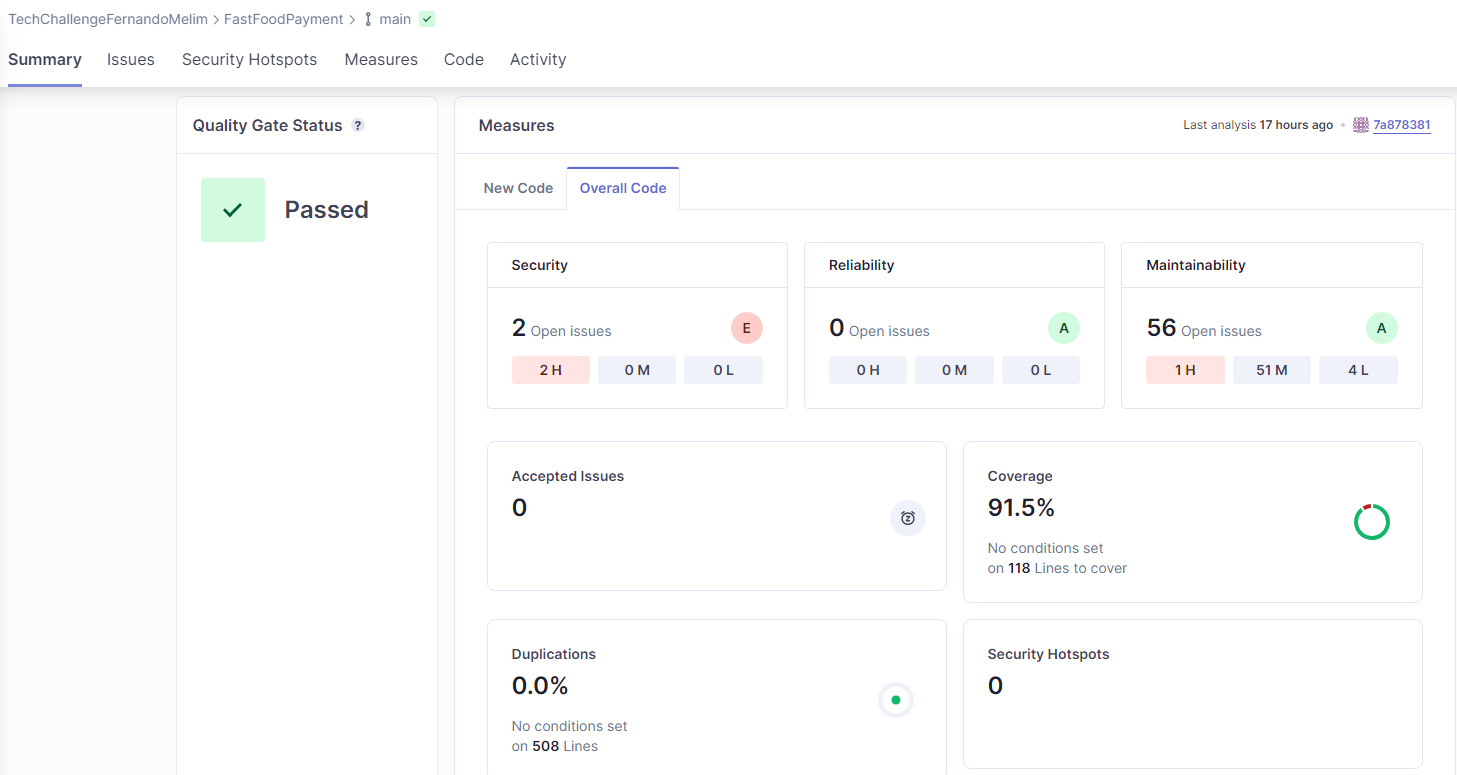 TechChallengeFernandoMelim > FastFoodPayment > main
Summary Issues Security Hotspots Measures Code Activity
Quality Gate Status ?
Passed
Measures
Last analysis 17 hours ago • 7a878381
New Code Overall Code
Security
2 Open issues E
2 H 0 M 0 L
Reliability
0 Open issues A
0 H 0 M 0 L
Maintainability
56 Open issues A
1 H 51 M 4 L
Accepted Issues
0
Coverage
91.5%
No conditions set
on 118 Lines to cover
Duplications
0.0%
No conditions set
on 508 Lines
Security Hotspots
0